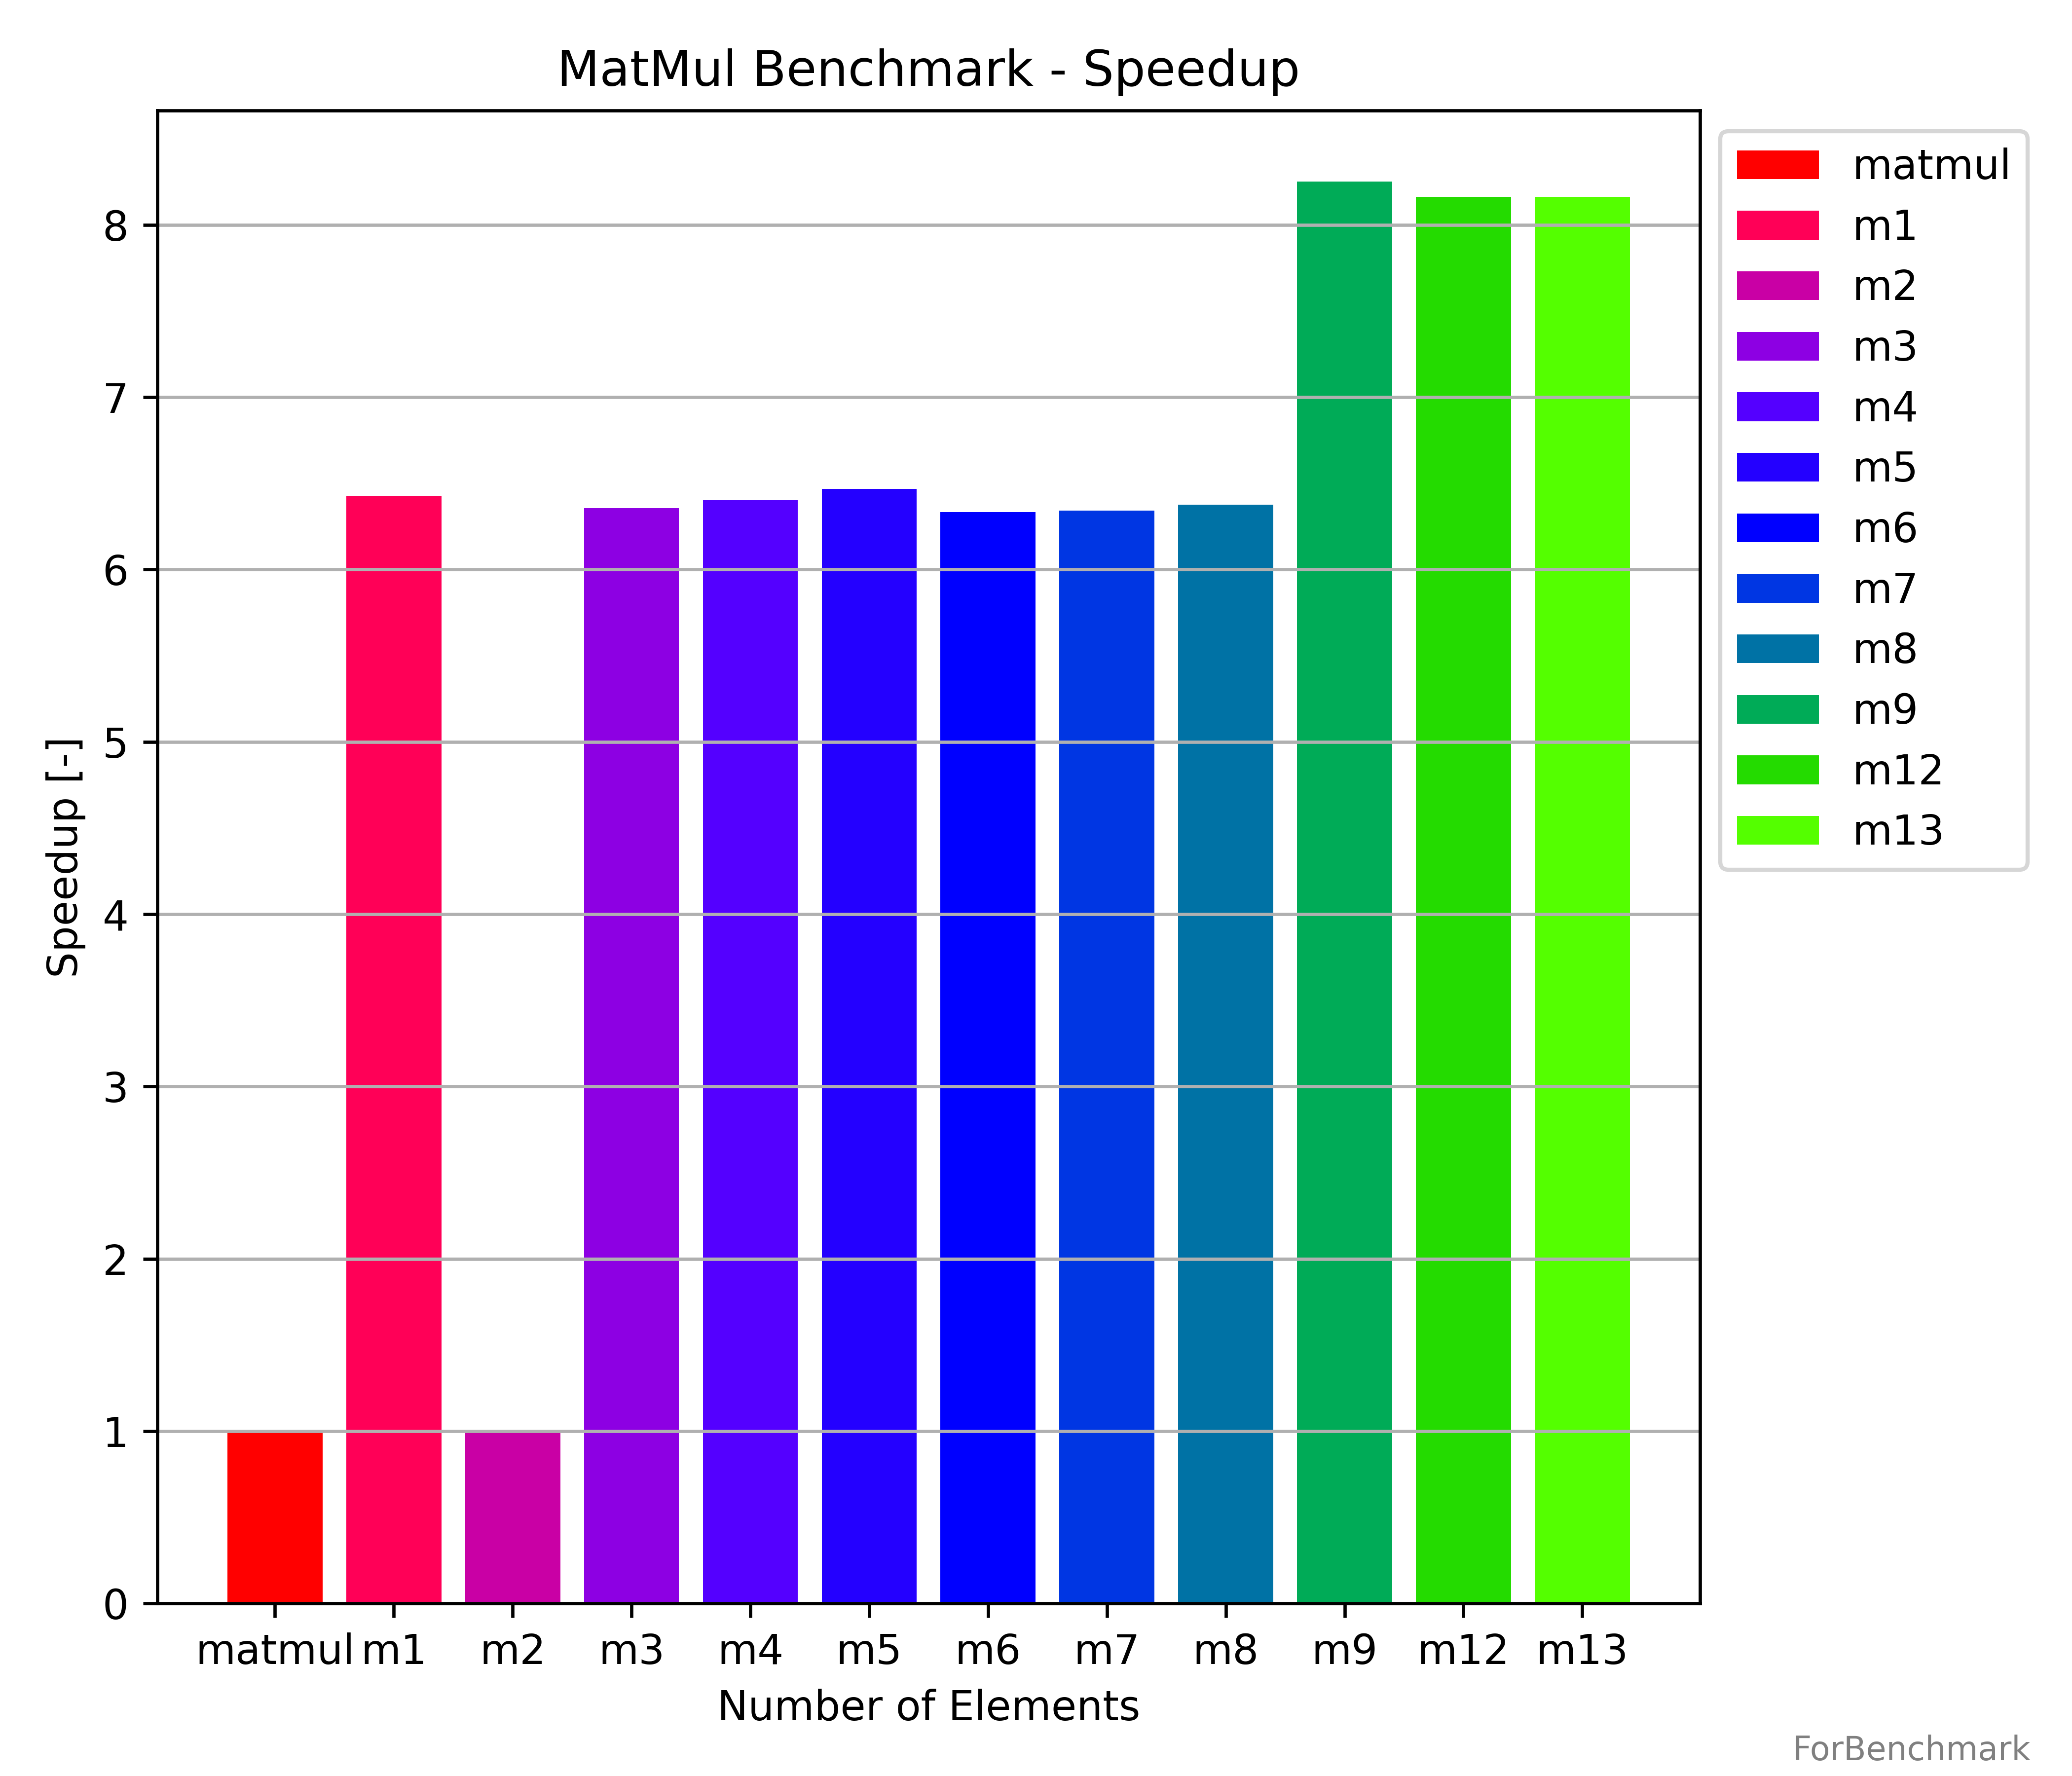 MatMul Benchmark - Speedup
Speedup [-]
8
7
6
5
4
3
2
1
0
matmul m1 m2 m3 m4 m5 m6 m7 m8 m9 m12 m13
Number of Elements
matmul
m1
m2
m3
m4
m5
m6
m7
m8
m9
m12
m13
ForBenchmark